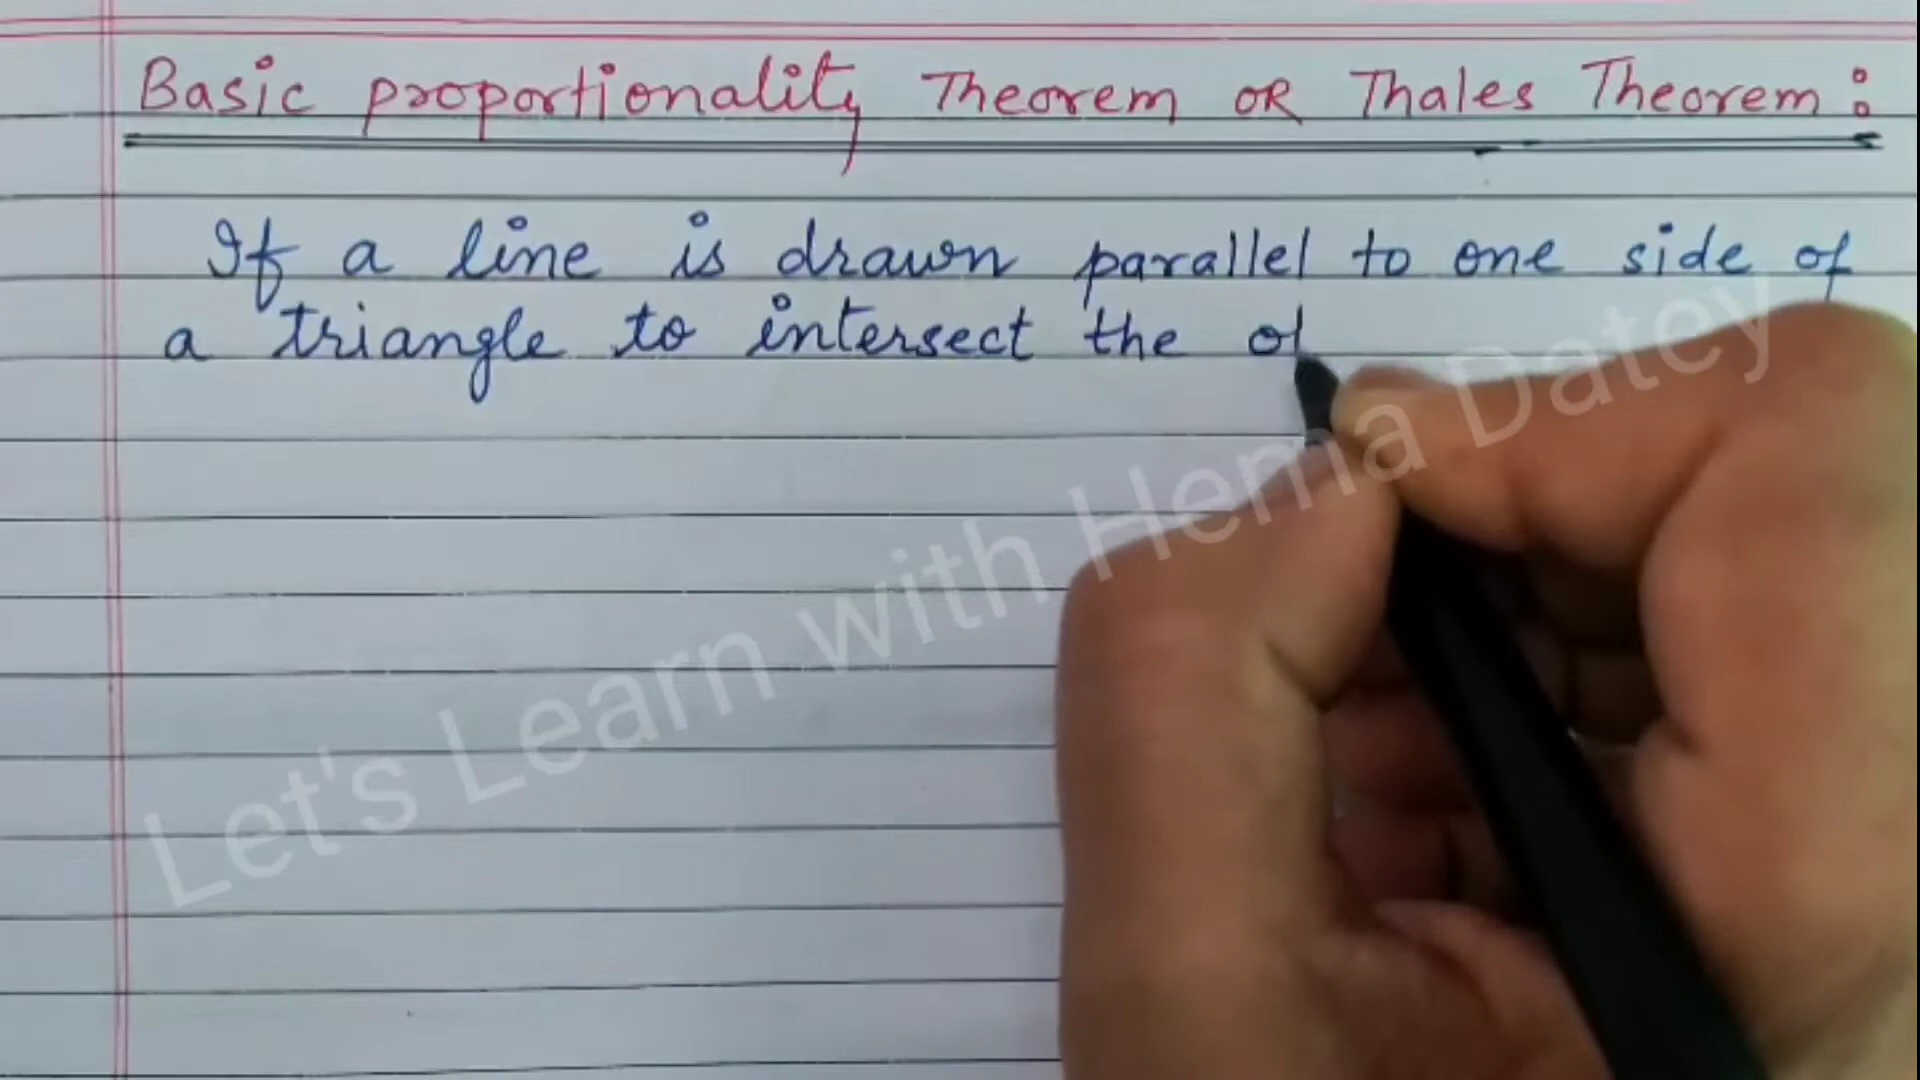 Basic proportionality Theorem OR Thales Theorem:
If a line is drawn parallel to one side of
a triangle to intersect the ot
Let's Learn with Hema Datey